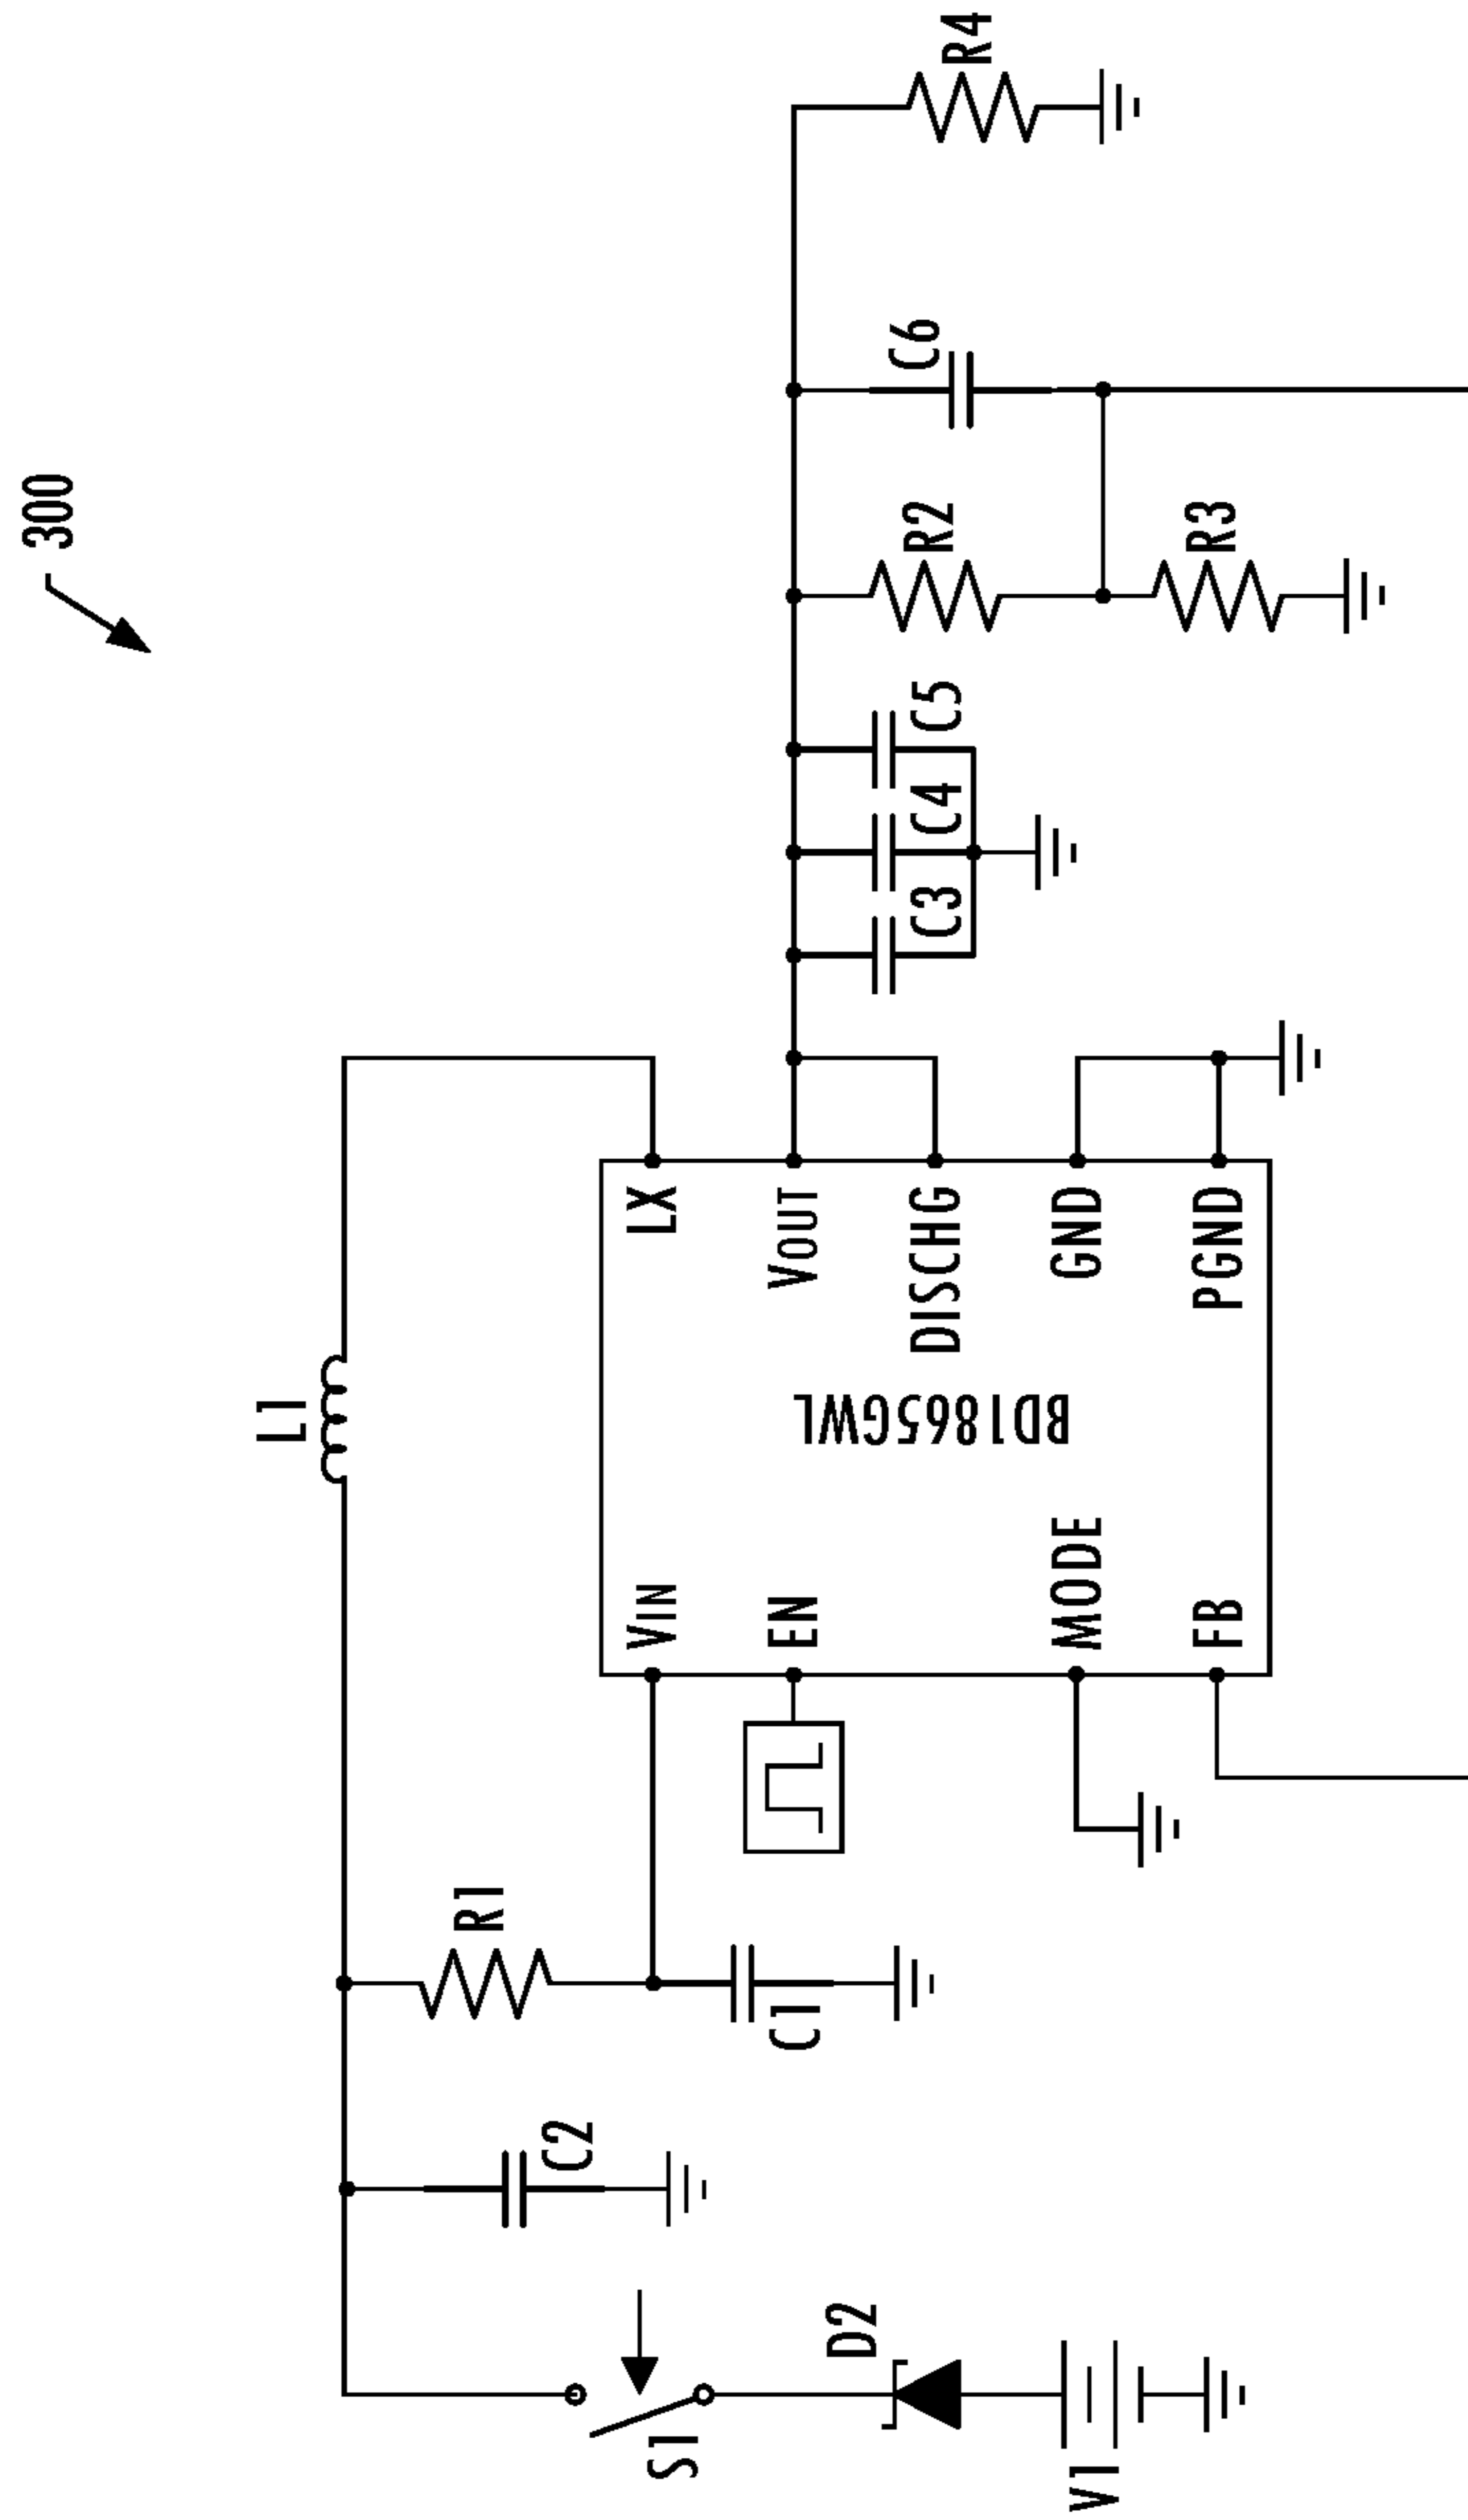 300
L1
R1
C2
S1
D2
V1
C1
VIN
EN
MODE
FB
BD1865GWL
LX
VOUT
DISCHG
GND
PGND
C3
C4
C5
R2
R3
C6
R4